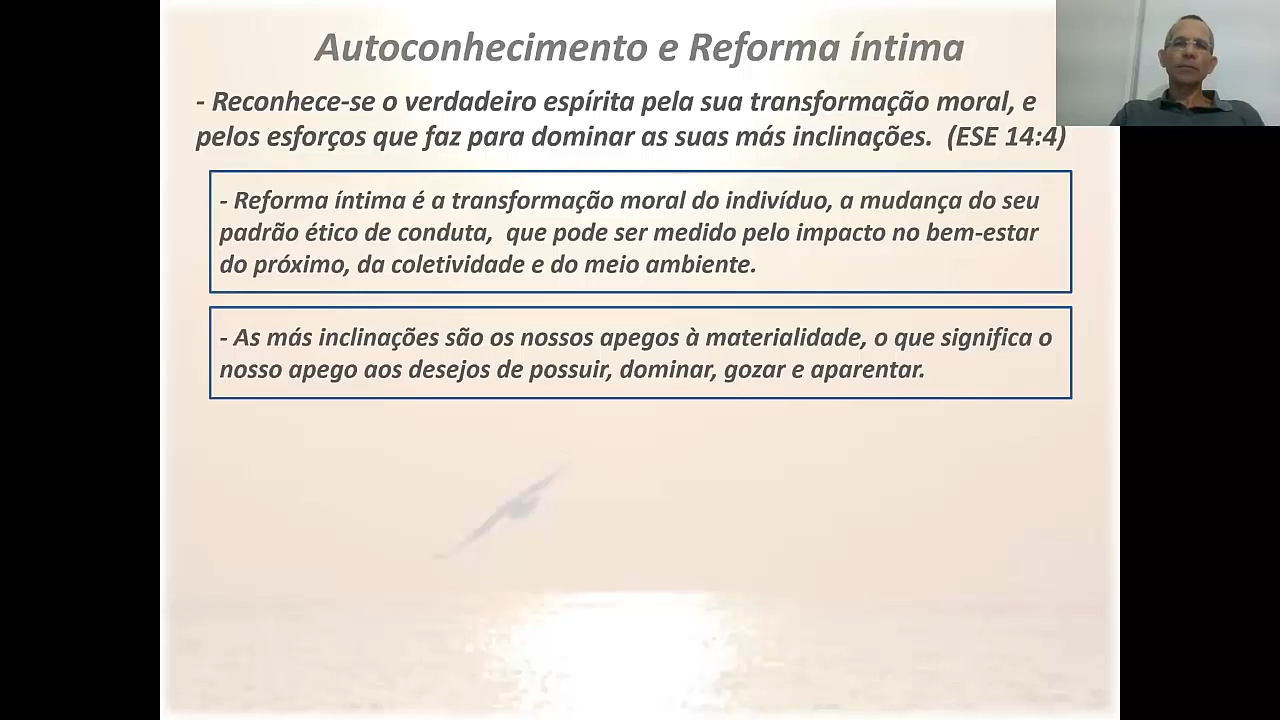 Autoconhecimento e Reforma íntima
- Reconhece-se o verdadeiro espírita pela sua transformação moral, e
pelos esforços que faz para dominar as suas más inclinações.  (ESE 14:4)
- Reforma íntima é a transformação moral do indivíduo, a mudança do seu
padrão ético de conduta,  que pode ser medido pelo impacto no bem-estar
do próximo, da coletividade e do meio ambiente.
- As más inclinações são os nossos apegos à materialidade, o que significa o
nosso apego aos desejos de possuir, dominar, gozar e aparentar.